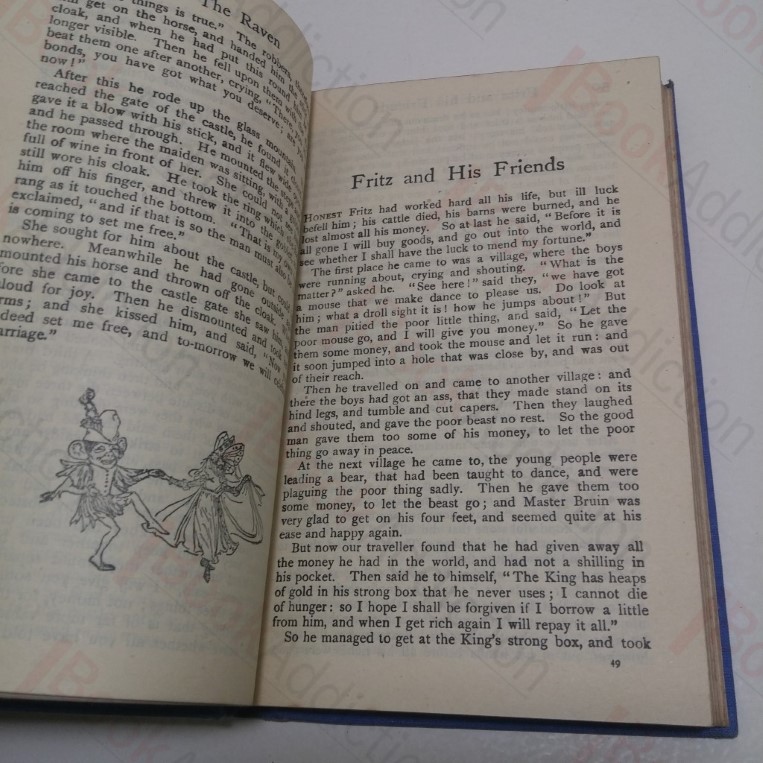 The Raven
things is true." The robbers,
him get on the horse, and handed him the
cloak, and when he had put this round
longer visible. Then he fell upon them with
beat them one after another, crying, "There,
bonds, you have got what you deserve; are
now!"
After this he rode up the glass mountain,
reached the gate of the castle, he found it
gave it a blow with his stick, and it flew wide
and he passed through. He mounted the steps
the room where the maiden was sitting, with a
full of wine in front of her. She could not see
still wore his cloak. He took the ring which
him off his finger, and threw it into the
rang as it touched the bottom. "That is my
exclaimed, "and if that is so the man must also be
is coming to set me free."
She sought for him about the castle, but could
nowhere. Meanwhile he had gone outside
mounted his horse and thrown off the cloak.
fore she came to the castle gate she saw him
loud for joy. Then he dismounted and took
rms; and she kissed him, and said, "Now
deed set me free, and to-morrow we will
arriage."
Fritz and His Friends
HONEST Fritz had worked hard all his life, but ill luck
befell him; his cattle died, his barns were burned, and he
lost almost all his money. So at last he said, "Before it is
all gone I will buy goods, and go out into the world, and
see whether I shall have the luck to mend my fortune."
The first place he came to was a village, where the boys
were running about, crying and shouting. "What is the
matter?" asked he. "See here!" said they, "we have got
a mouse that we make dance to please us. Do look at
him; what a droll sight it is! how he jumps about!" But
the man pitied the poor little thing, and said, "Let the
poor mouse go, and I will give you money." So he gave
them some money, and took the mouse and let it run: and
it soon jumped into a hole that was close by, and was out
of their reach.
Then he travelled on and came to another village: and
there the boys had got an ass, that they made stand on its
hind legs, and tumble and cut capers. Then they laughed
and shouted, and gave the poor beast no rest. So the good
man gave them too some of his money, to let the poor
thing go away in peace.
At the next village he came to, the young people were
leading a bear, that had been taught to dance, and were
plaguing the poor thing sadly. Then he gave them too
some money, to let the beast go; and Master Bruin was
very glad to get on his four feet, and seemed quite at his
ease and happy again.
But now our traveller found that he had given away all
the money he had in the world, and had not a shilling in
his pocket. Then said he to himself, "The King has heaps
of gold in his strong box that he never uses; I cannot die
of hunger: so I hope I shall be forgiven if I borrow a little
from him, and when I get rich again I will repay it all."
So he managed to get at the King's strong box, and took
49